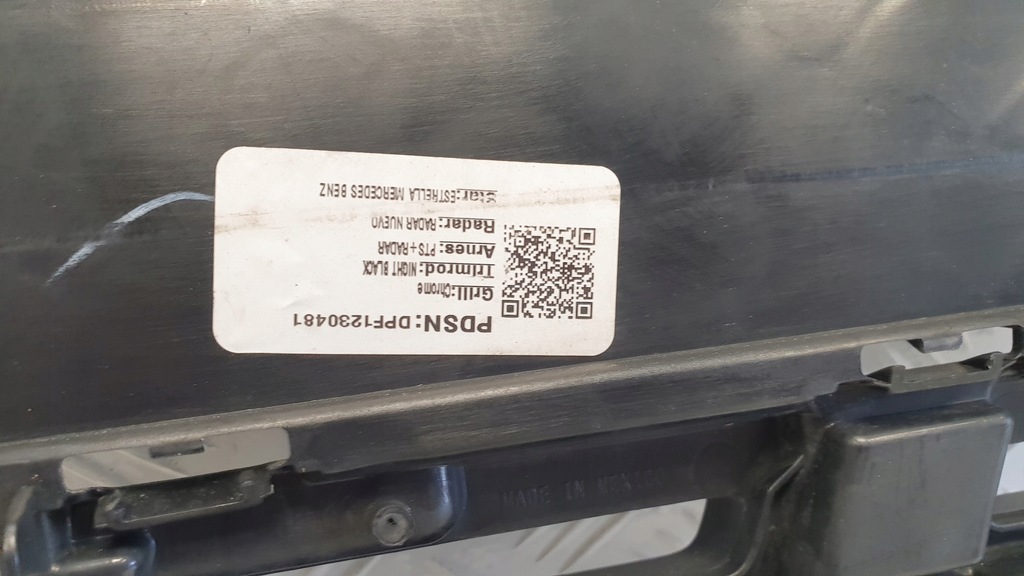 PDSN: DPF1230481
Grill: Chrome
Trimrod: NIGHT BLACK
Arnes: PTS+RADAR
Radar: RADAR NUEVO
Star: ESTRELLA MERCEDES BENZ
MADE IN MEXICO